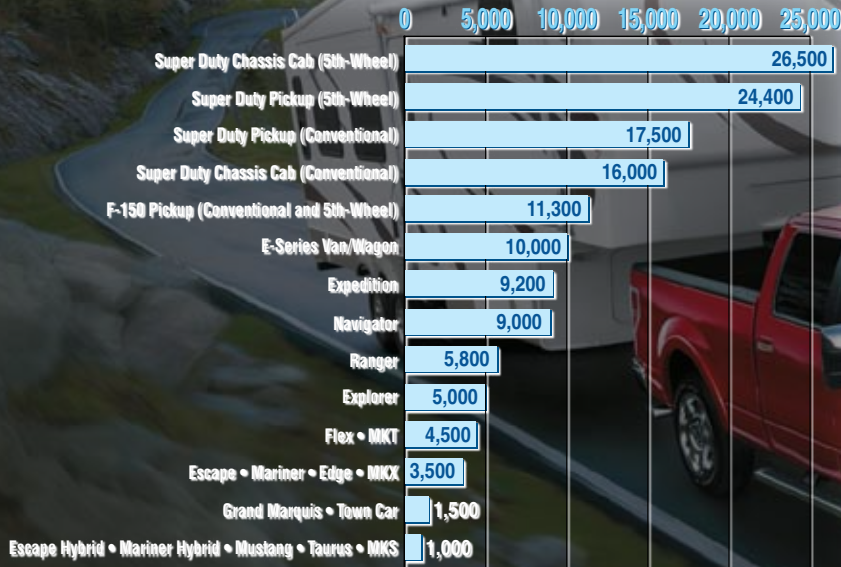 0 5,000 10,000 15,000 20,000 25,000
Super Duty Chassis Cab (5th-Wheel) 26,500
Super Duty Pickup (5th-Wheel) 24,400
Super Duty Pickup (Conventional) 17,500
Super Duty Chassis Cab (Conventional) 16,000
F-150 Pickup (Conventional and 5th-Wheel) 11,300
E-Series Van/Wagon 10,000
Expedition 9,200
Navigator 9,000
Ranger 5,800
Explorer 5,000
Flex • MKT 4,500
Escape • Mariner • Edge • MKX 3,500
Grand Marquis • Town Car 1,500
Escape Hybrid • Mariner Hybrid • Mustang • Taurus • MKS 1,000